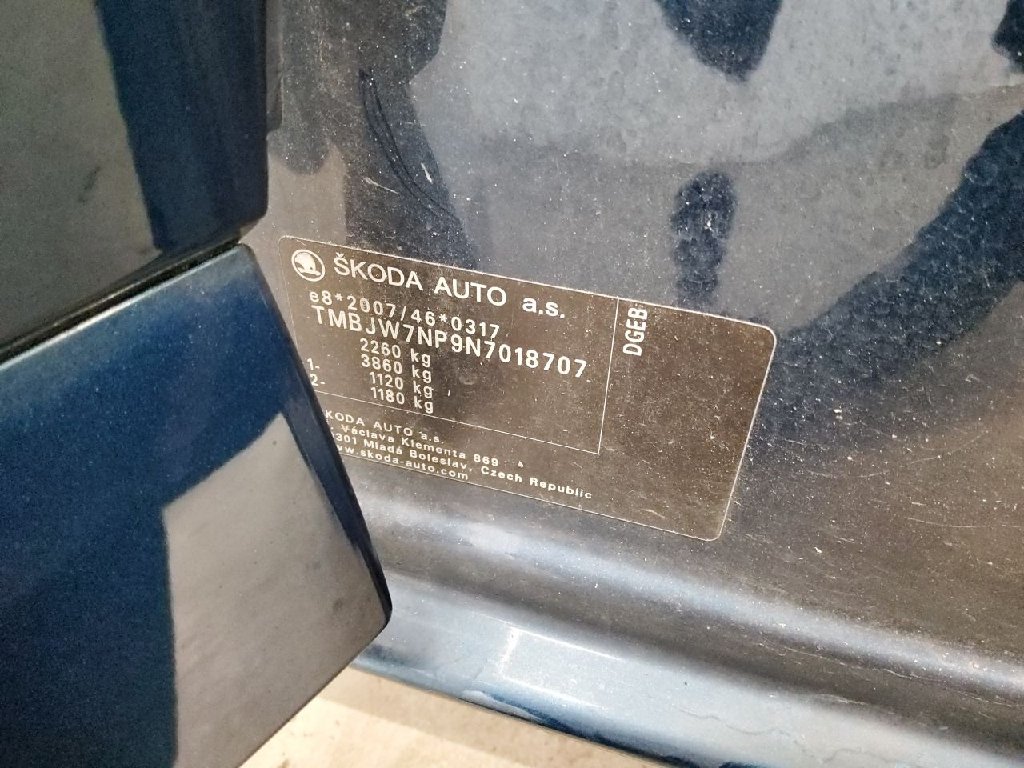 ŠKODA AUTO a.s.
e8*2007/46*0317
TMBJW7NP9N7018707
2260 kg
3860 kg
1- 1120 kg
2- 1180 kg
DGEB
KODA AUTO a.s.
Václava Klementa 869
301 Mladá Boleslav, Czech Republic
www.skoda-auto.com